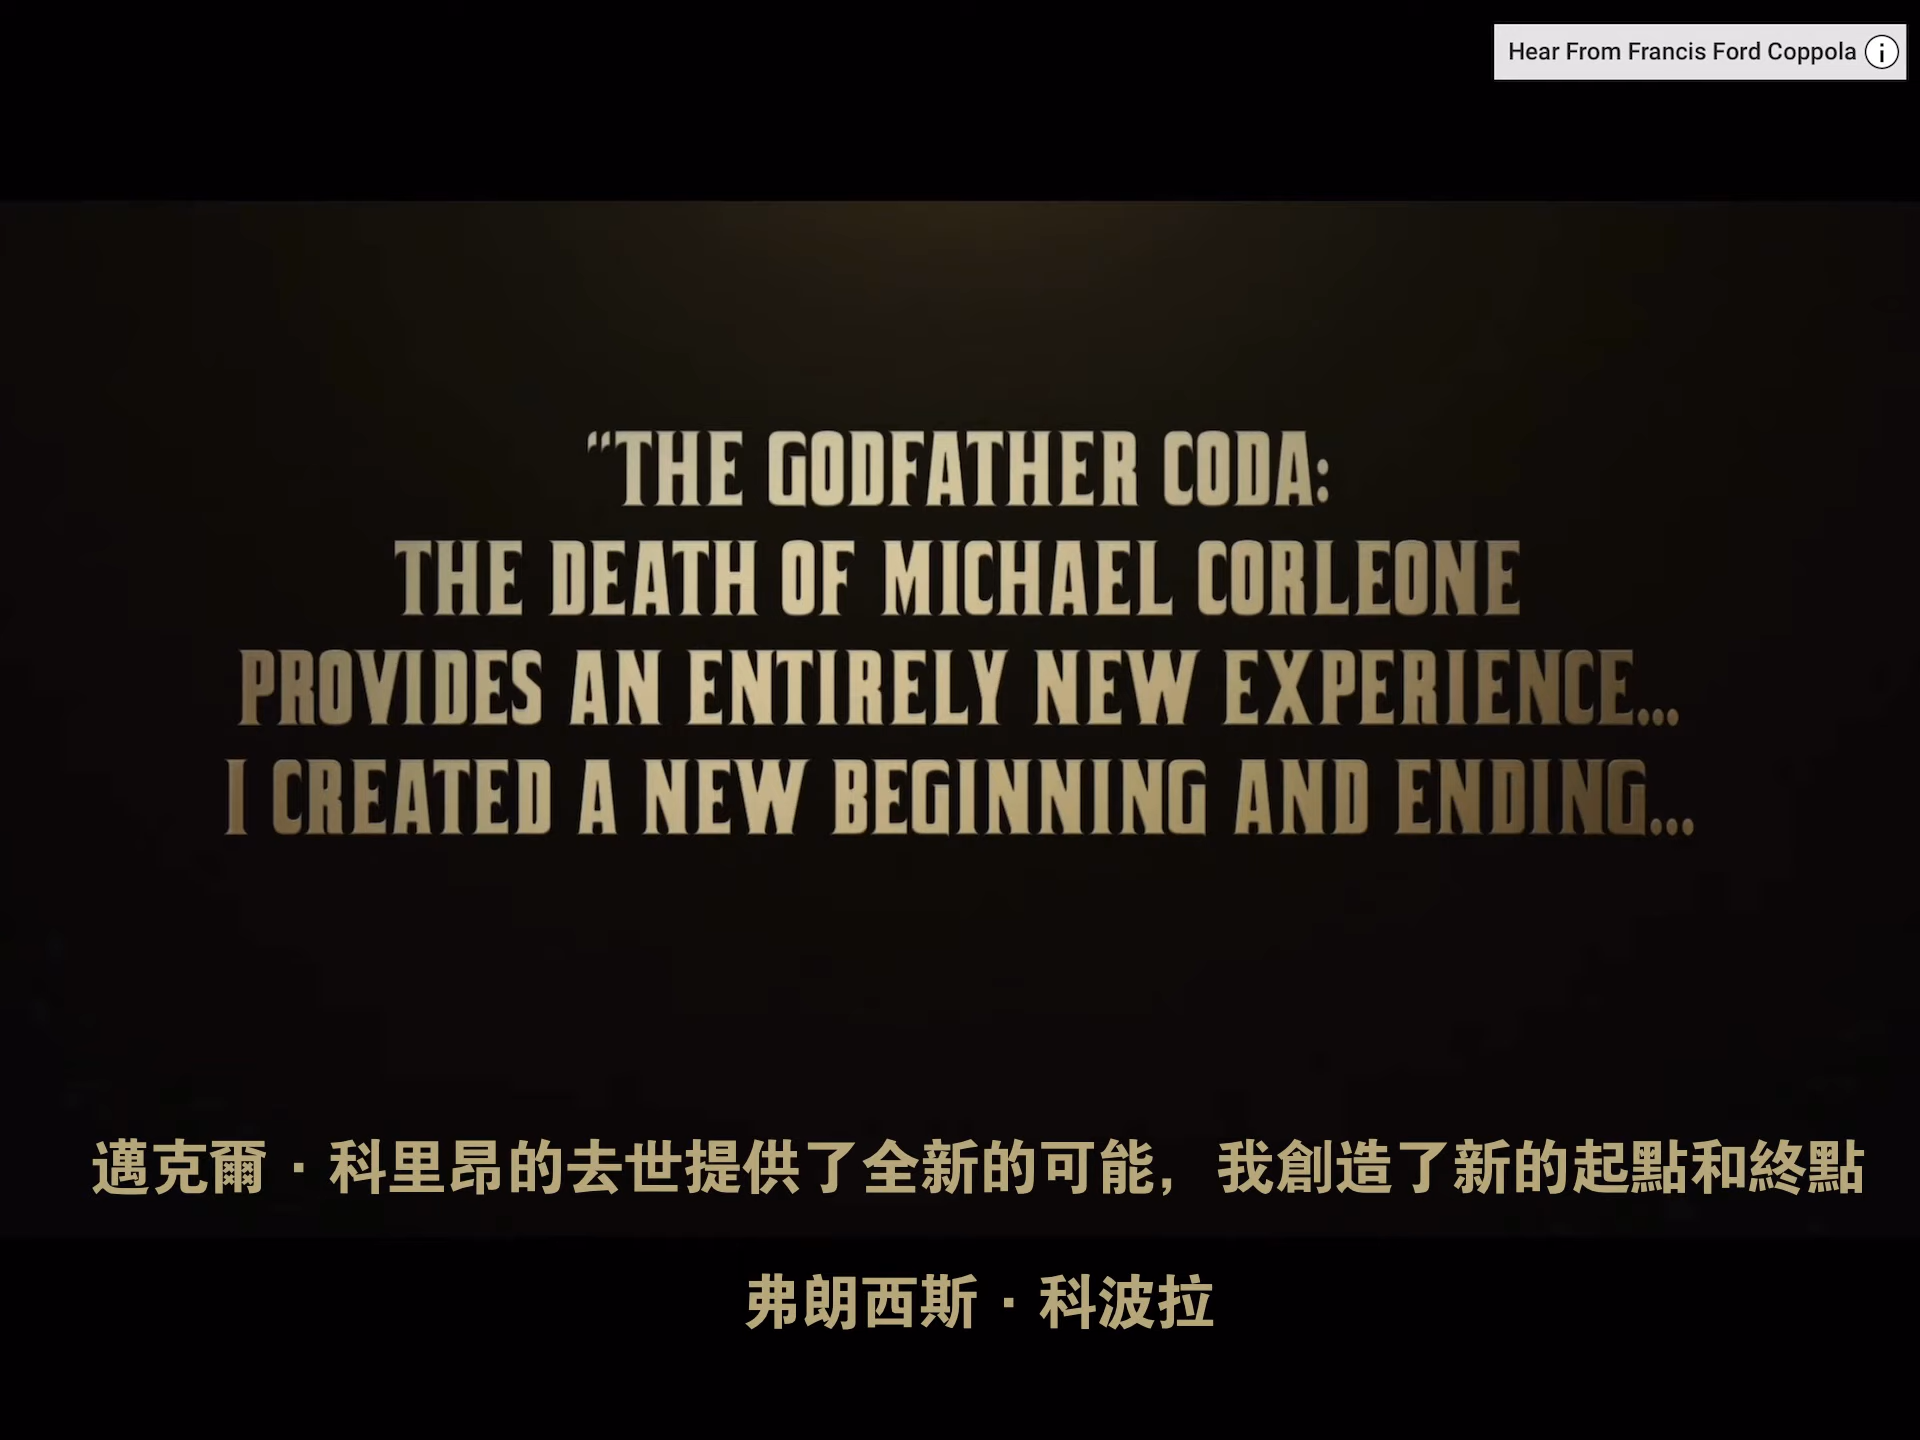 Hear From Francis Ford Coppola
“THE GODFATHER CODA:
THE DEATH OF MICHAEL CORLEONE
PROVIDES AN ENTIRELY NEW EXPERIENCE...
I CREATED A NEW BEGINNING AND ENDING...
邁克爾·科里昂的去世提供了全新的可能，我創造了新的起點和終點
弗朗西斯·科波拉